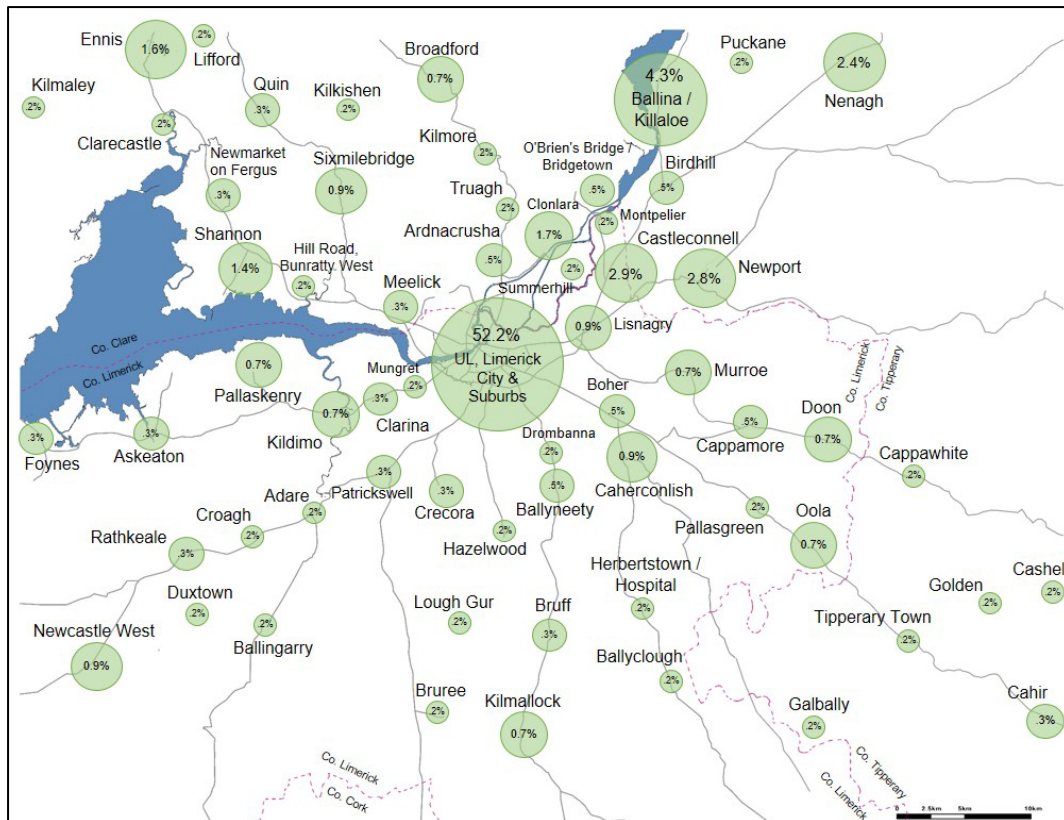 Ennis
1.6%
.2%
Lifford
Broadford
0.7%
Puckane
.2%
2.4%
Nenagh
4.3%
Ballina /
Killaloe
Kilmaley
.2%
Quin
.3%
Kilkishen
.2%
Clarecastle
.2%
Newmarket
on Fergus
.3%
Sixmilebridge
0.9%
Kilmore
.2%
O'Brien's Bridge /
Bridgetown
.5%
Birdhill
.5%
Truagh
.2%
Clonlara
1.7%
.2%
Montpelier
Shannon
1.4%
Hill Road,
Bunratty West
.2%
Ardnacrusha
.5%
.2%
Summerhill
Castleconnell
2.9%
Newport
2.8%
Meelick
.3%
52.2%
UL, Limerick
City &
Suburbs
0.9%
Lisnagry
Co. Clare
Co. Limerick
0.7%
Pallaskenry
Mungret
.2%
.3%
Clarina
0.7%
Kildimo
Boher
.5%
0.7%
Murroe
Co. Limerick
Co. Tipperary
.3%
Foynes
.3%
Askeaton
Drombanna
.2%
0.9%
Caherconlish
.5%
Cappamore
Doon
0.7%
Cappawhite
.2%
.3%
Patrickswell
.3%
Crecora
.5%
Ballyneety
Adare
.2%
Croagh
.2%
Rathkeale
.3%
.2%
Hazelwood
.2%
Pallasgreen
Oola
0.7%
Duxtown
.2%
.2%
Ballingarry
Lough Gur
.2%
Bruff
.3%
Herbertstown /
Hospital
.2%
Golden
.2%
Cashel
.2%
Newcastle West
0.9%
Tipperary Town
.2%
Ballyclough
.2%
Bruree
.2%
Kilmallock
0.7%
Galbally
.2%
Cahir
.3%
Co. Limerick
Co. Cork
Co. Tipperary
Co. Limerick
0 2.5km 5km 10km